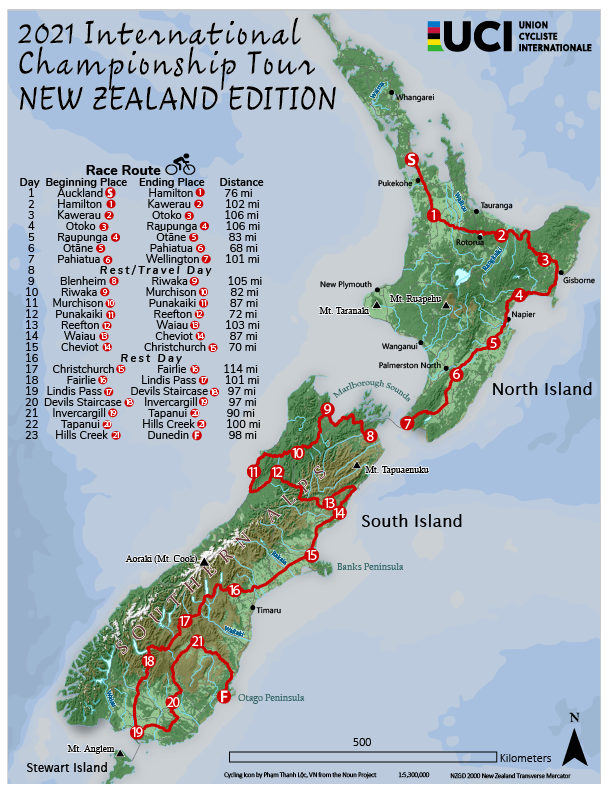 2021 International
Championship Tour
NEW ZEALAND EDITION
UCI
UNION
CYCLISTE
INTERNATIONALE
Race Route
Day Beginning Place Ending Place Distance
1 Auckland S Hamilton 1 76 mi
2 Hamilton 1 Kawerau 2 102 mi
3 Kawerau 2 Otoko 3 106 mi
4 Otoko 3 Raupunga 4 106 mi
5 Raupunga 4 Otāne 5 83 mi
6 Otāne 5 Pahiatua 6 68 mi
7 Pahiatua 6 Wellington 7 101 mi
8 Rest/Travel Day
9 Blenheim 8 Riwaka 9 105 mi
10 Riwaka 9 Murchison 10 82 mi
11 Murchison 10 Punakaiki 11 87 mi
12 Punakaiki 11 Reefton 12 72 mi
13 Reefton 12 Waiau 13 103 mi
14 Waiau 13 Cheviot 14 87 mi
15 Cheviot 14 Christchurch 15 70 mi
16 Rest Day
17 Christchurch 15 Fairlie 16 114 mi
18 Fairlie 16 Lindis Pass 17 101 mi
19 Lindis Pass 17 Devils Staircase 18 97 mi
20 Devils Staircase 18 Invercargill 19 97 mi
21 Invercargill 19 Tapanui 20 90 mi
22 Tapanui 20 Hills Creek 21 100 mi
23 Hills Creek 21 Dunedin F 98 mi
Whangarei
S
Pukekohe
Tauranga
1
2
Rotorua
3
Gisborne
New Plymouth
Mt. Ruapehu
4
Mt. Taranaki
Napier
Wanganui
5
Palmerston North
6
North Island
Marlborough Sounds
9
7
8
10
11
12
Mt. Tapuaenuku
13
14
South Island
SOUTHERN ALPS
15
Aoraki (Mt. Cook)
Banks Peninsula
16
Timaru
17
Waitaki
21
18
Otago Peninsula
F
20
19
Mt. Anglem
Stewart Island
500
Kilometers
N
Cycling Icon by Phạm Thanh Lộc, VN from the Noun Project
1:5,300,000
NZGD 2000 New Zealand Transverse Mercator